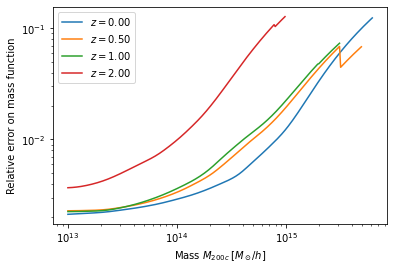 z = 0.00
z = 0.50
z = 1.00
z = 2.00
10⁻¹
10⁻²
Relative error on mass function
10¹³ 10¹⁴ 10¹⁵
Mass M₂₀₀c [M⊙/h]